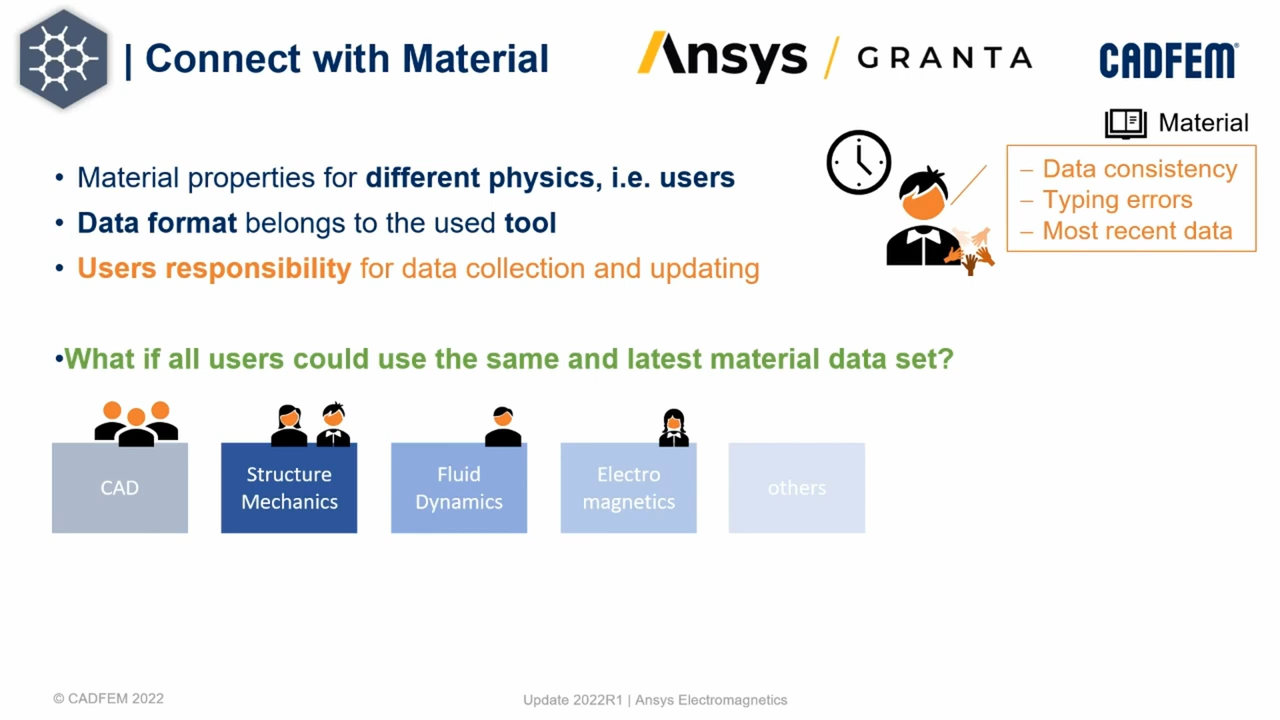 | Connect with Material
Ansys / GRANTA
CADFEM®
Material
• Material properties for different physics, i.e. users
• Data format belongs to the used tool
• Users responsibility for data collection and updating
– Data consistency
– Typing errors
– Most recent data
•What if all users could use the same and latest material data set?
CAD
Structure
Mechanics
Fluid
Dynamics
Electro
magnetics
others
© CADFEM 2022
Update 2022R1 | Ansys Electromagnetics